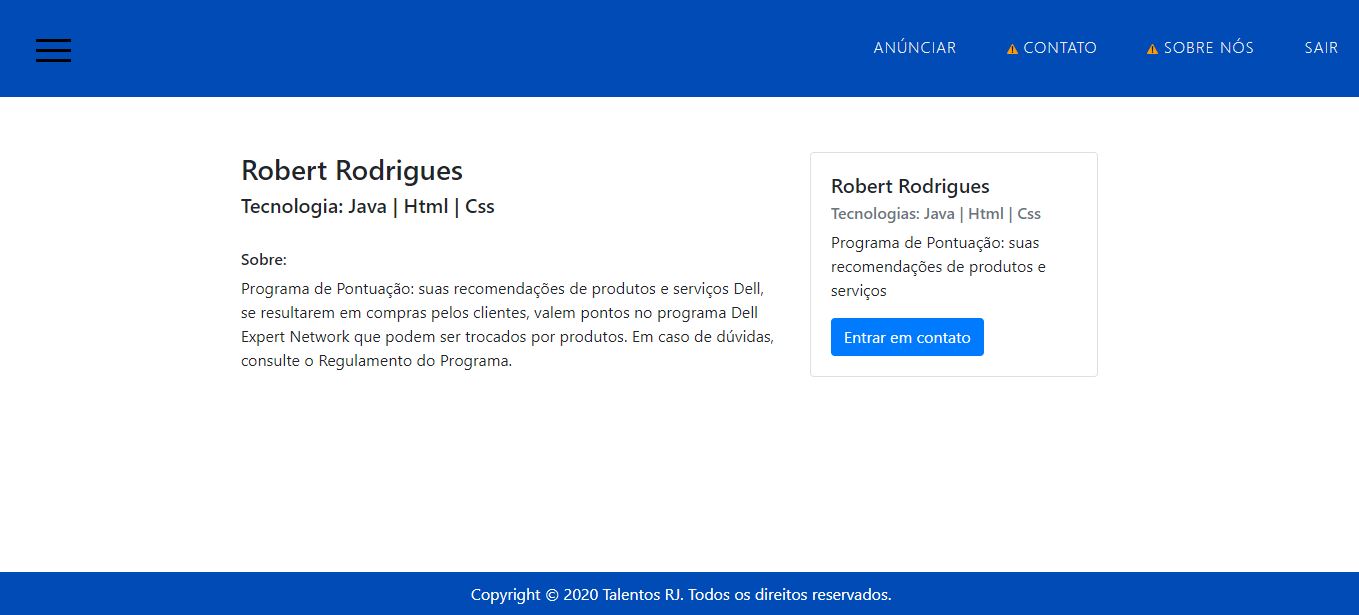 ANÚNCIAR
CONTATO
SOBRE NÓS
SAIR
Robert Rodrigues
Tecnologia: Java | Html | Css
Sobre:
Programa de Pontuação: suas recomendações de produtos e serviços Dell,
se resultarem em compras pelos clientes, valem pontos no programa Dell
Expert Network que podem ser trocados por produtos. Em caso de dúvidas,
consulte o Regulamento do Programa.
Robert Rodrigues
Tecnologias: Java | Html | Css
Programa de Pontuação: suas
recomendações de produtos e
serviços
Entrar em contato
Copyright © 2020 Talentos RJ. Todos os direitos reservados.